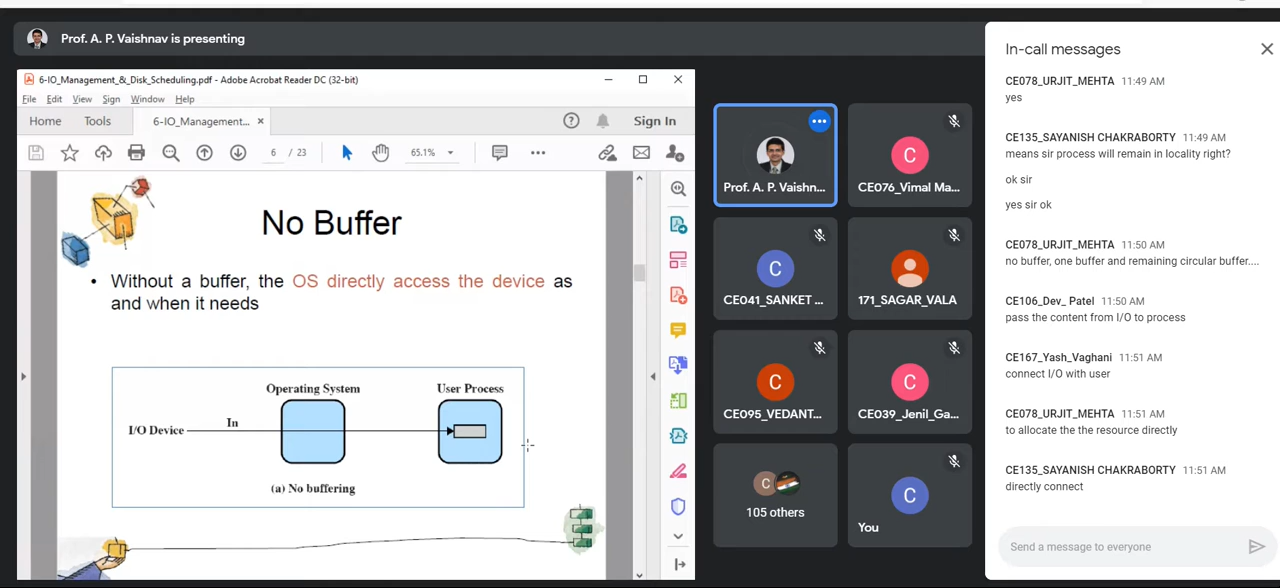 Prof. A. P. Vaishnav is presenting
6-IO_Management_&_Disk_Scheduling.pdf - Adobe Acrobat Reader DC (32-bit)
File Edit View Sign Window Help
Home Tools 6-IO_Management... × Sign In
6 / 23 65.1%
No Buffer
• Without a buffer, the OS directly access the device as
and when it needs
Operating System User Process
I/O Device In
(a) No buffering
Prof. A. P. Vaishn...
C
CE076_Vimal Ma...
C
CE041_SANKET ...
171_SAGAR_VALA
C
CE095_VEDANT...
C
CE039_Jenil_Ga...
C
105 others
C
You
In-call messages
CE078_URJIT_MEHTA 11:49 AM
yes
CE135_SAYANISH CHAKRABORTY 11:49 AM
means sir process will remain in locality right?
ok sir
yes sir ok
CE078_URJIT_MEHTA 11:50 AM
no buffer, one buffer and remaining circular buffer....
CE106_Dev_ Patel 11:50 AM
pass the content from I/O to process
CE167_Yash_Vaghani 11:51 AM
connect I/O with user
CE078_URJIT_MEHTA 11:51 AM
to allocate the the resource directly
CE135_SAYANISH CHAKRABORTY 11:51 AM
directly connect
Send a message to everyone